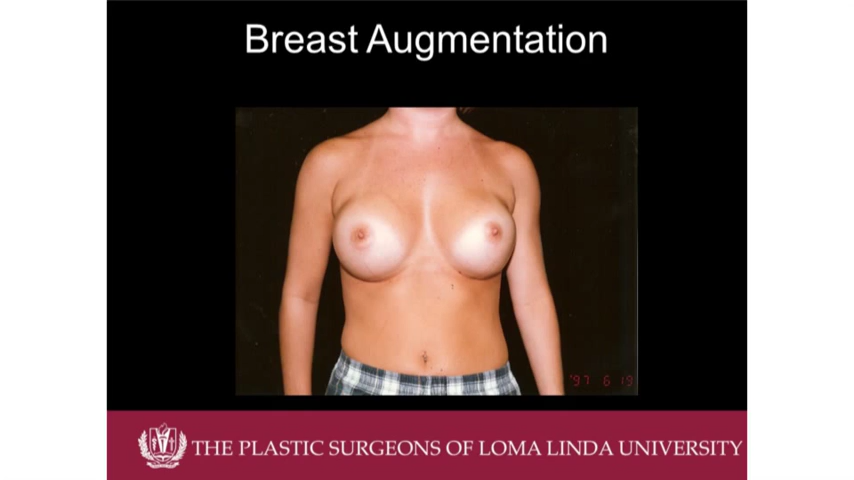 Breast Augmentation
'97 6 19
THE PLASTIC SURGEONS OF LOMA LINDA UNIVERSITY